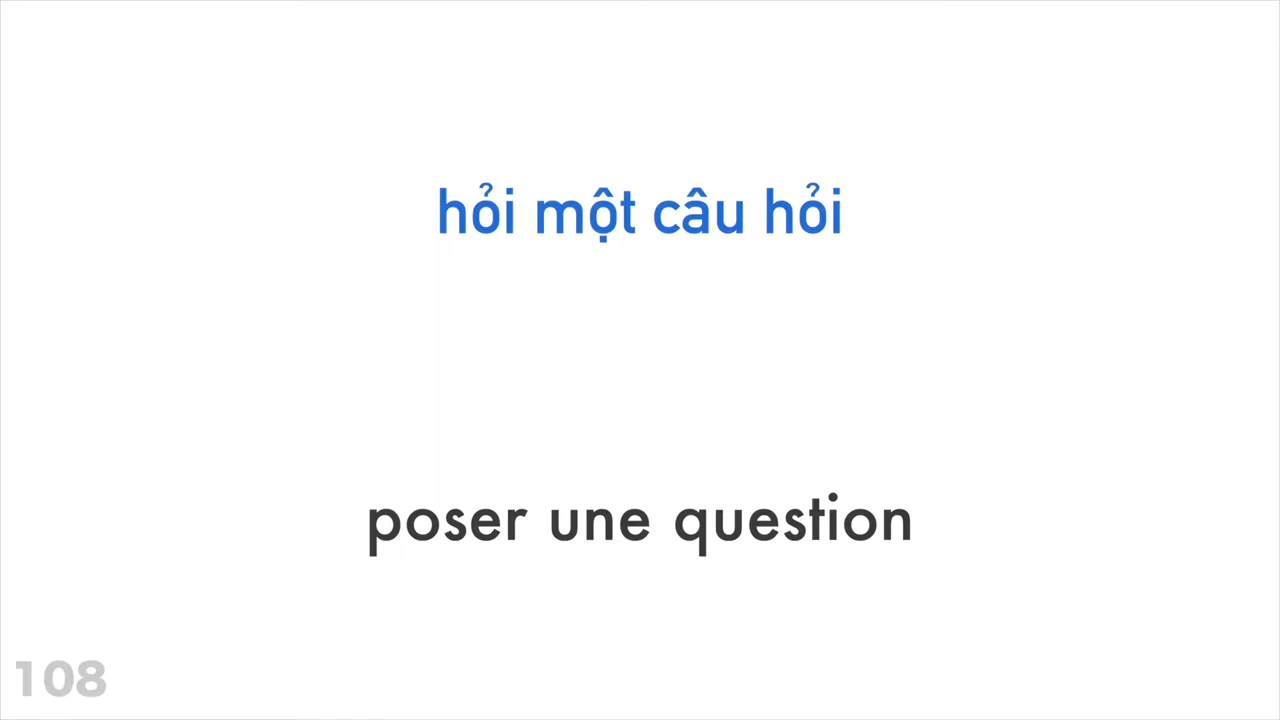 hỏi một câu hỏi
poser une question
108